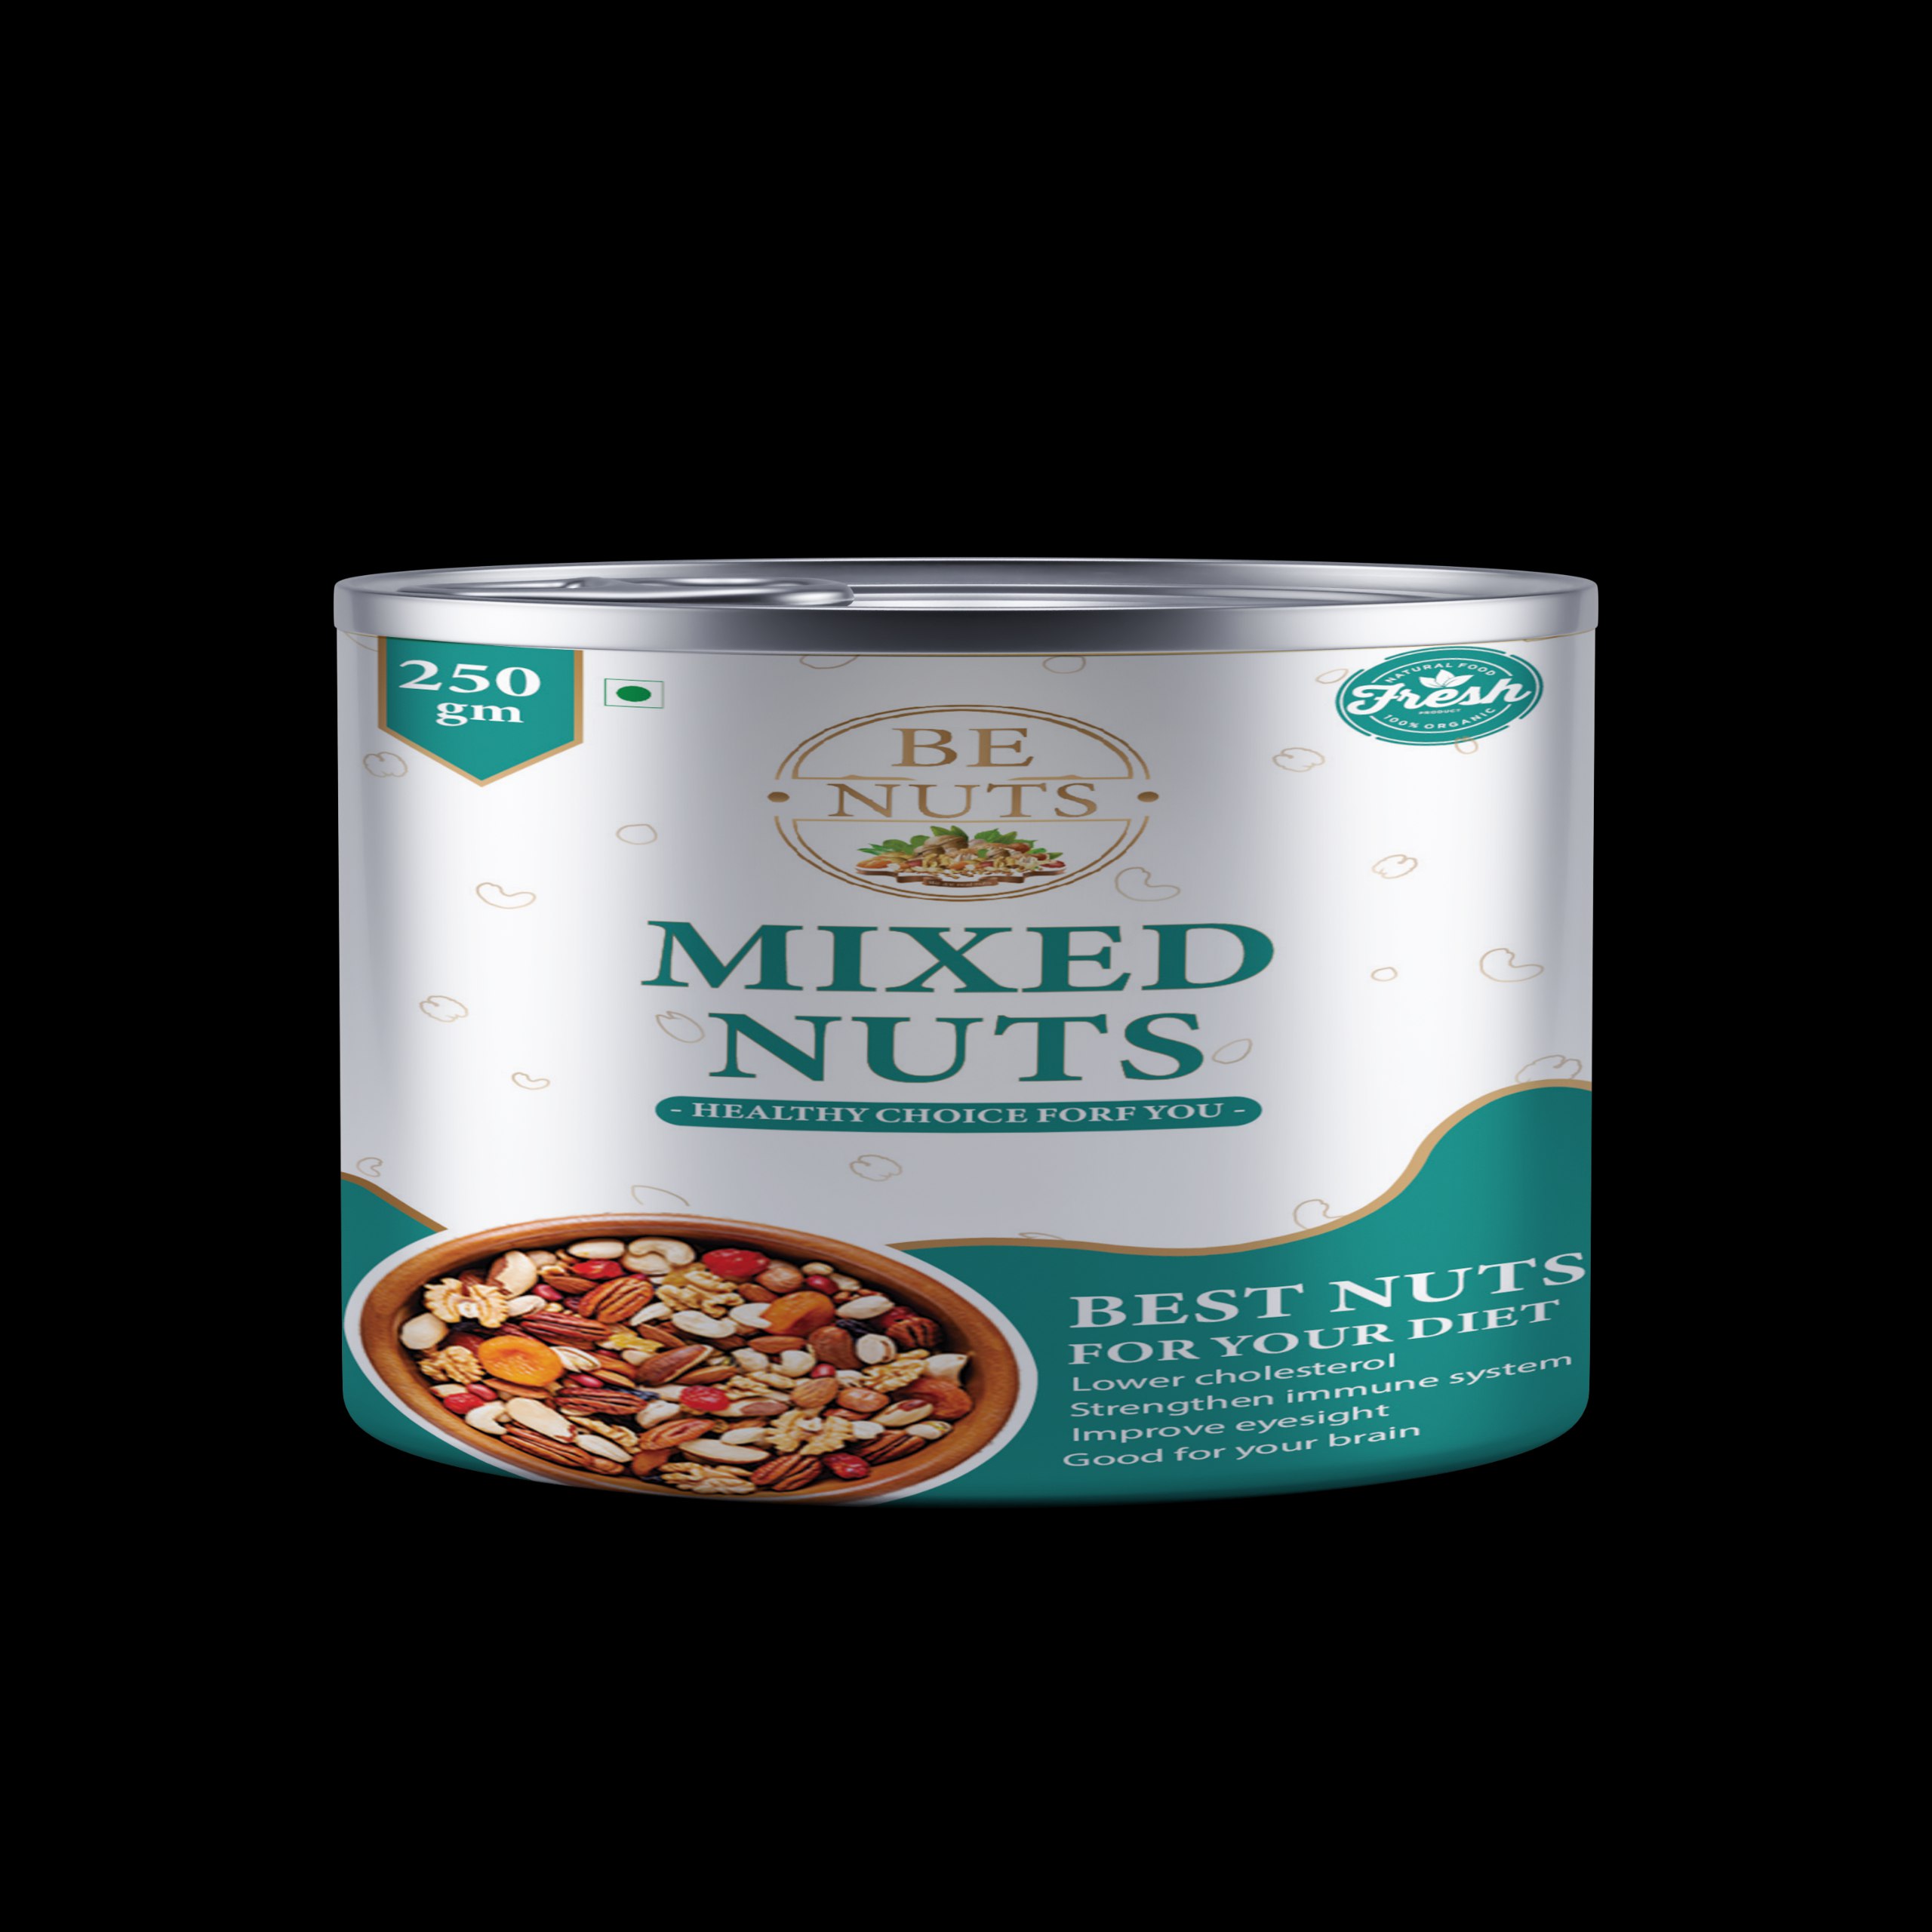 250
gm
NATURAL FOOD
Fresh
PRODUCT
100% ORGANIC
BE
NUTS
MIXED
NUTS
- HEALTHY CHOICE FORF YOU -
BEST NUTS
FOR YOUR DIET
Lower cholesterol
Strengthen immune system
Improve eyesight
Good for your brain